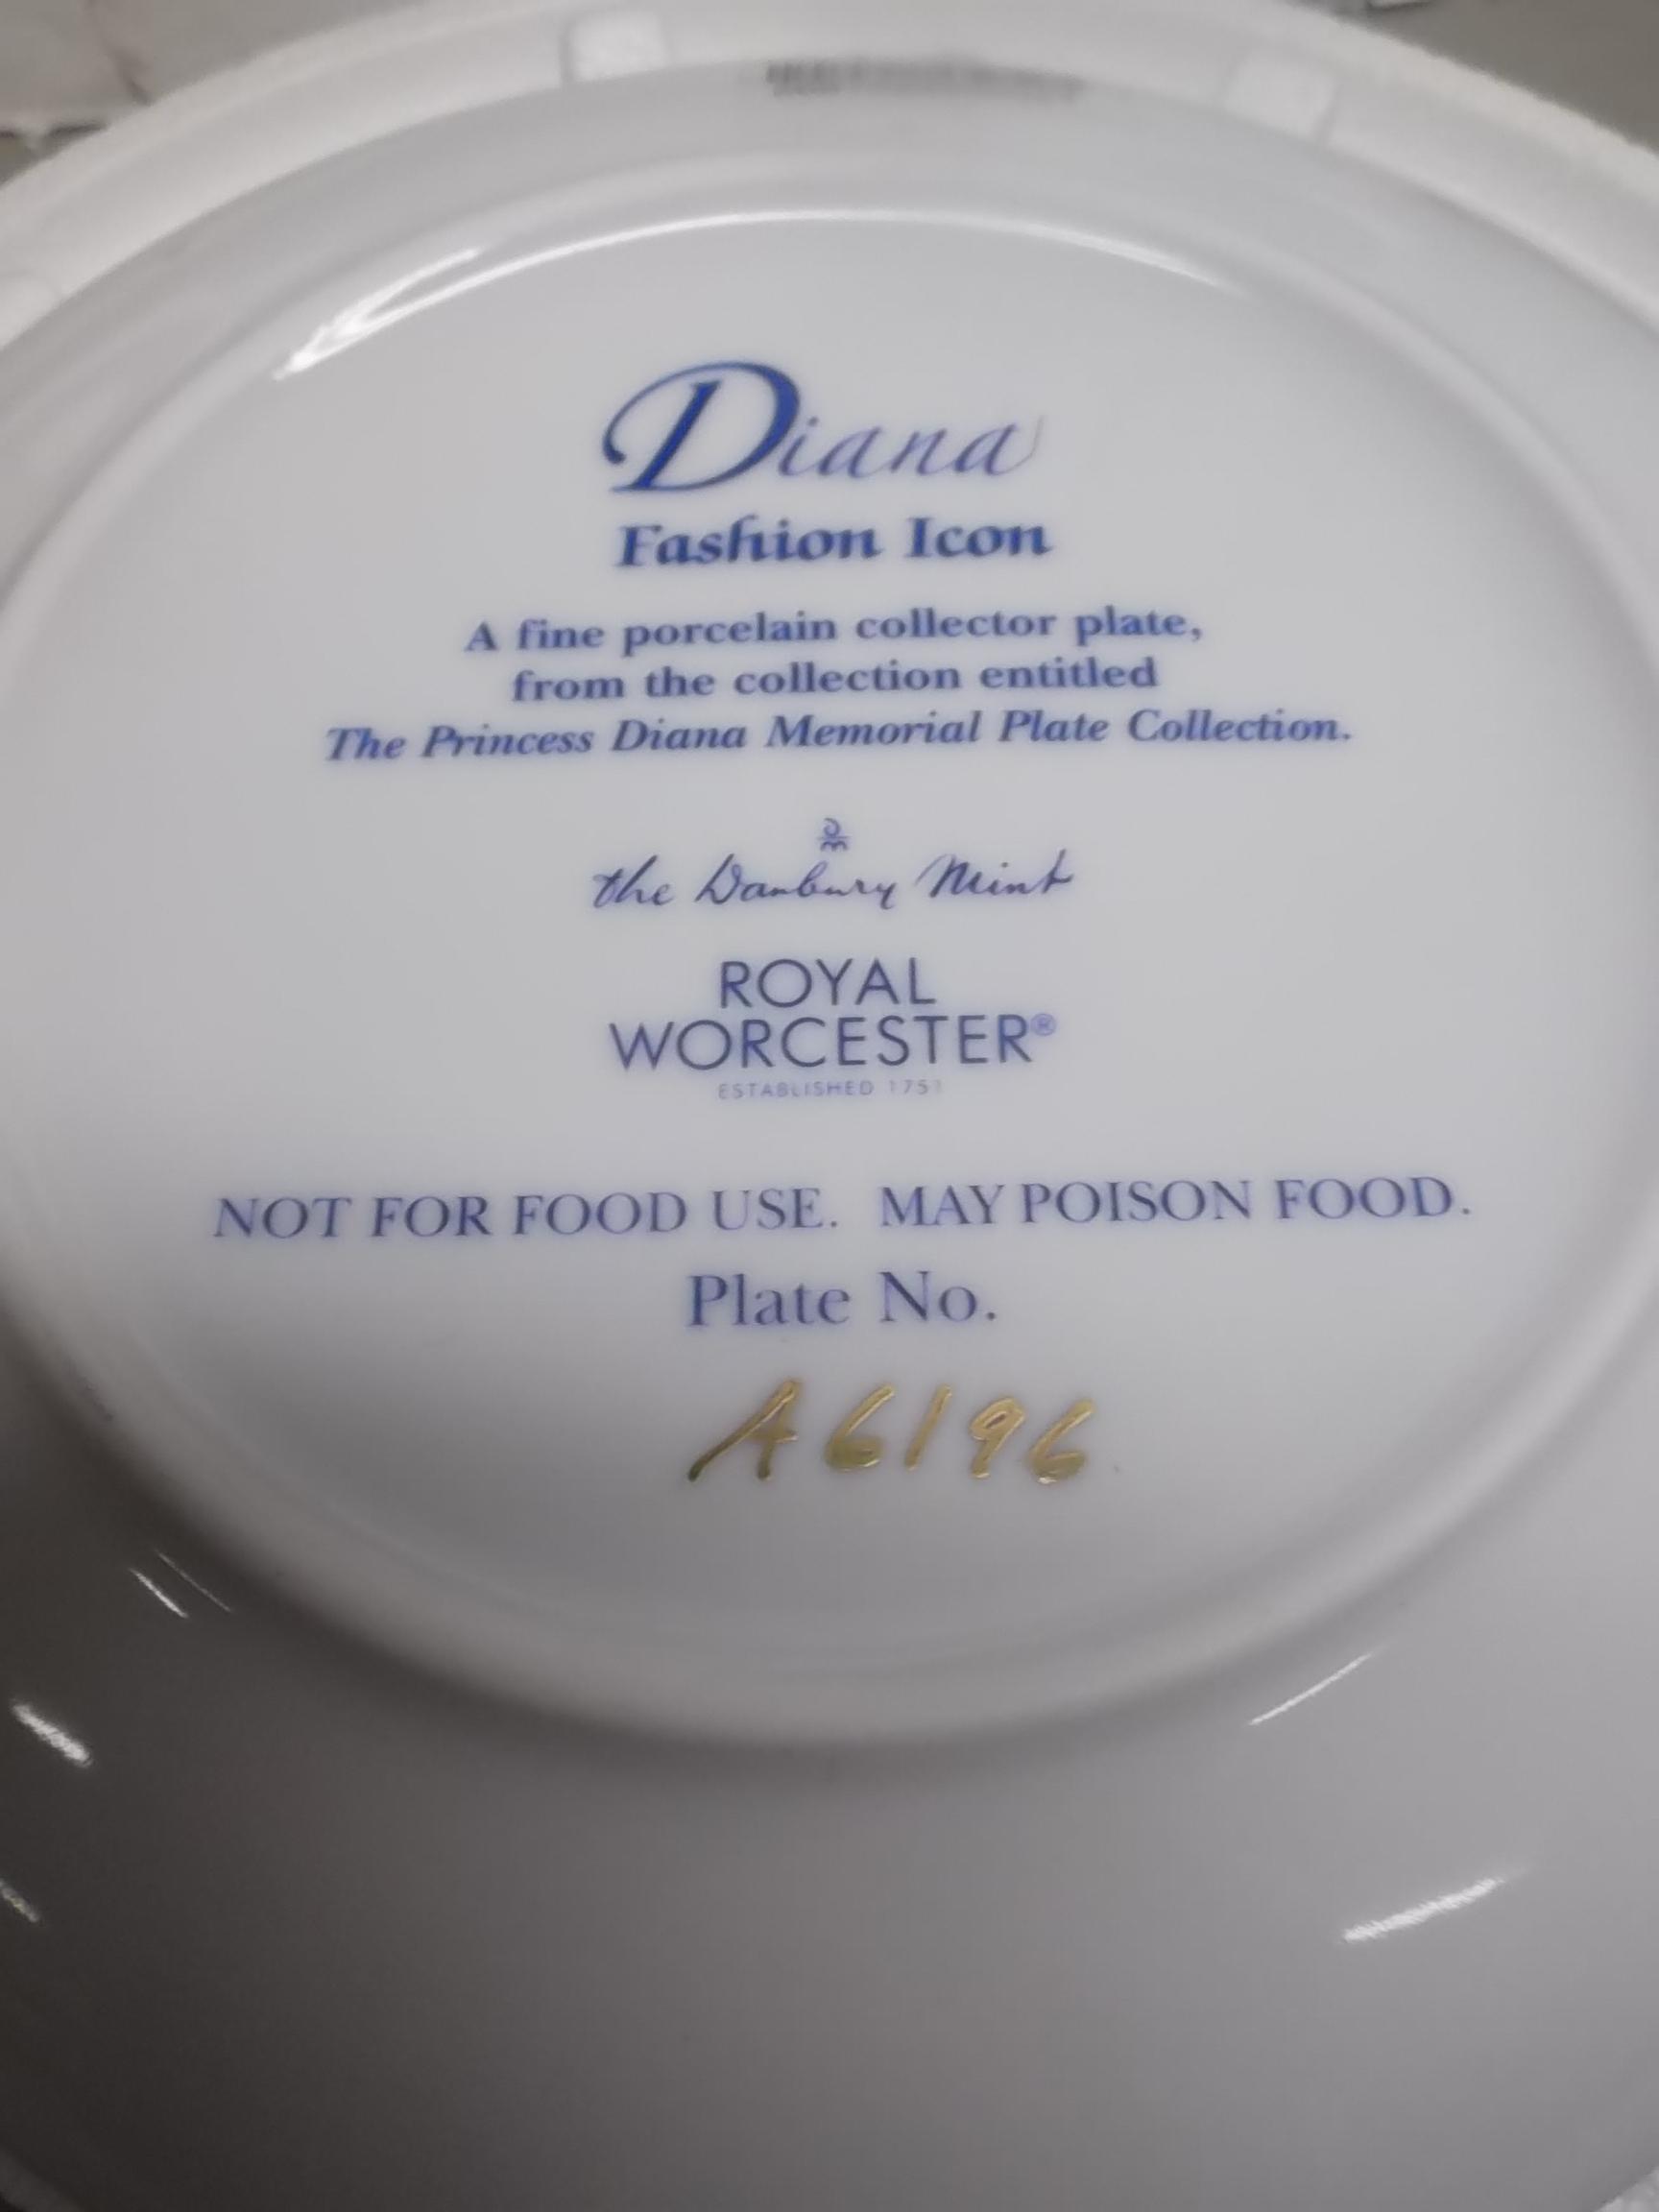 Diana
Fashion Icon
A fine porcelain collector plate,
from the collection entitled
The Princess Diana Memorial Plate Collection.
the Danbury Mint
ROYAL
WORCESTER®
ESTABLISHED 1751
NOT FOR FOOD USE. MAY POISON FOOD.
Plate No.
A6196